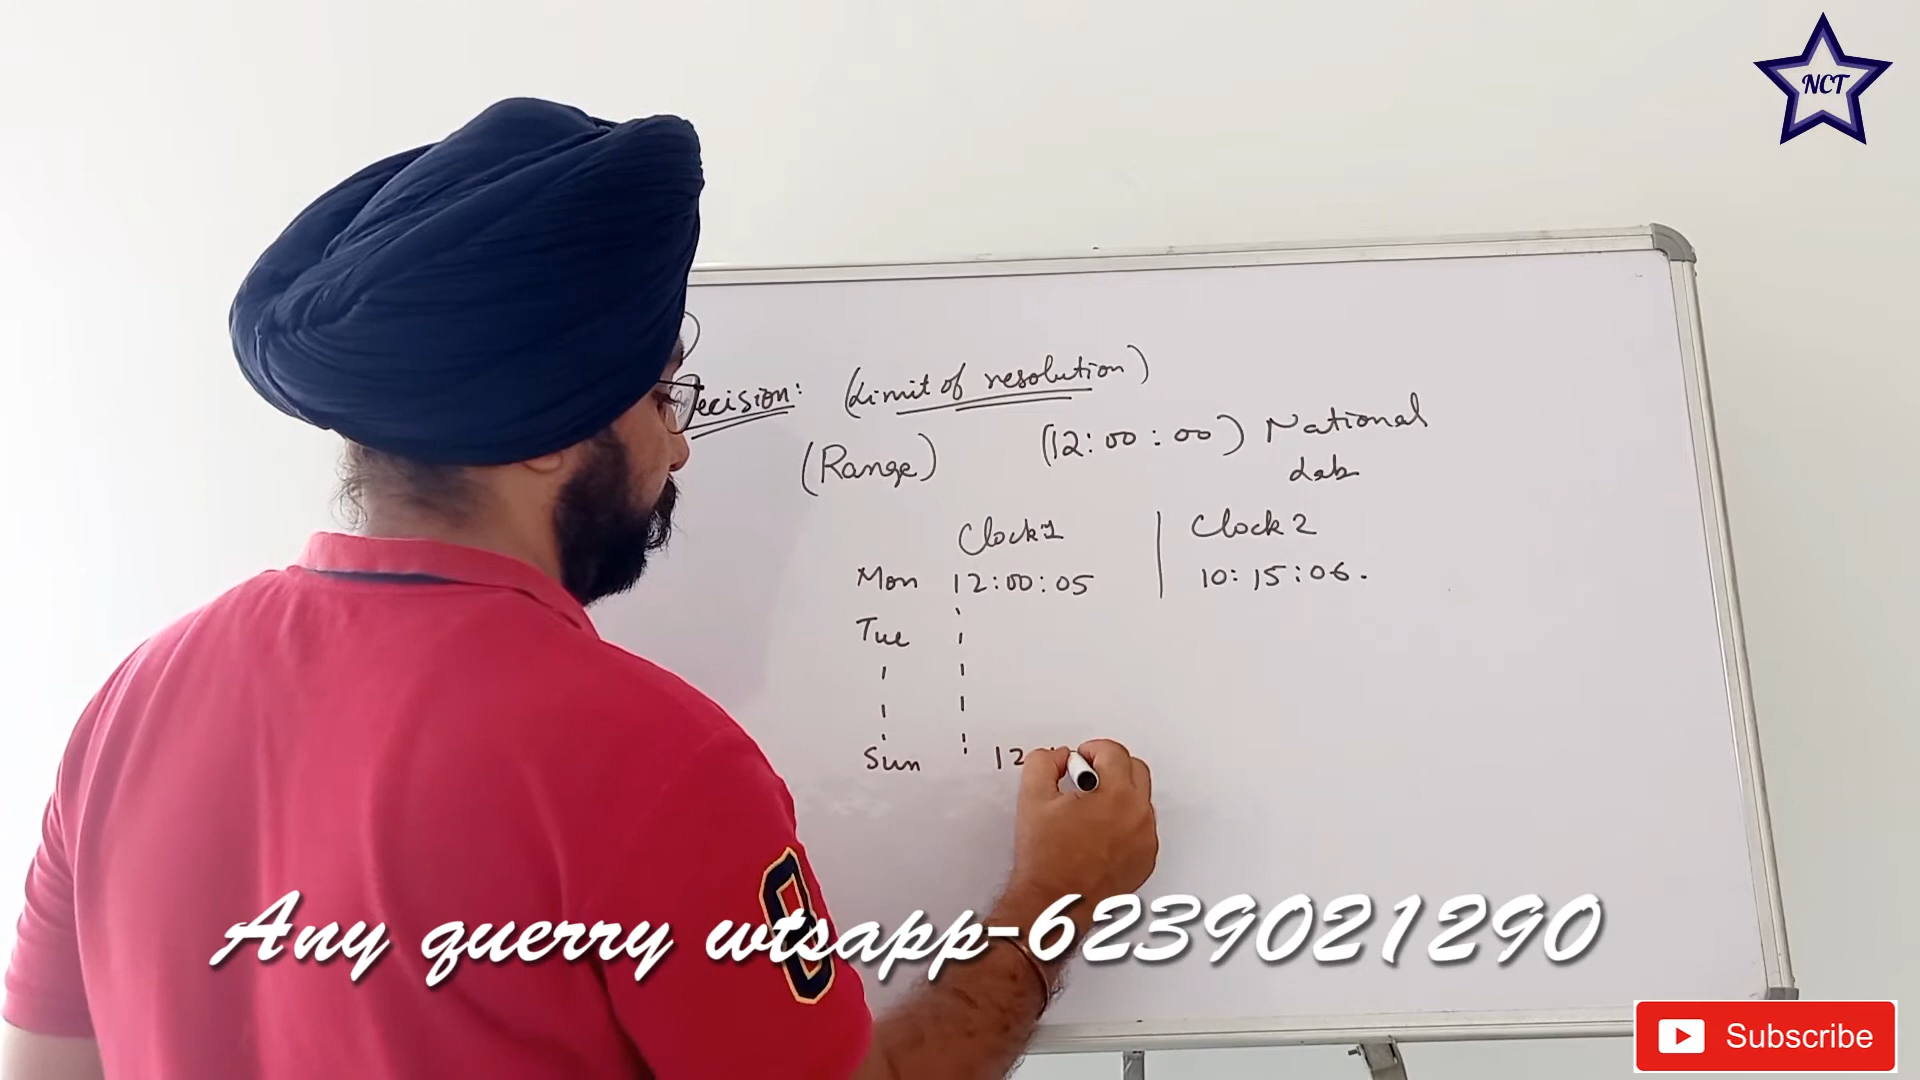 NCT
ecision: (Limit of resolution)
(Range) (12:00:00) National
Lab
Clock 1 Clock 2
Mon 12:00:05 10:15:06.
Tue
Sun 12
Any querry wtsapp-6239021290
Subscribe